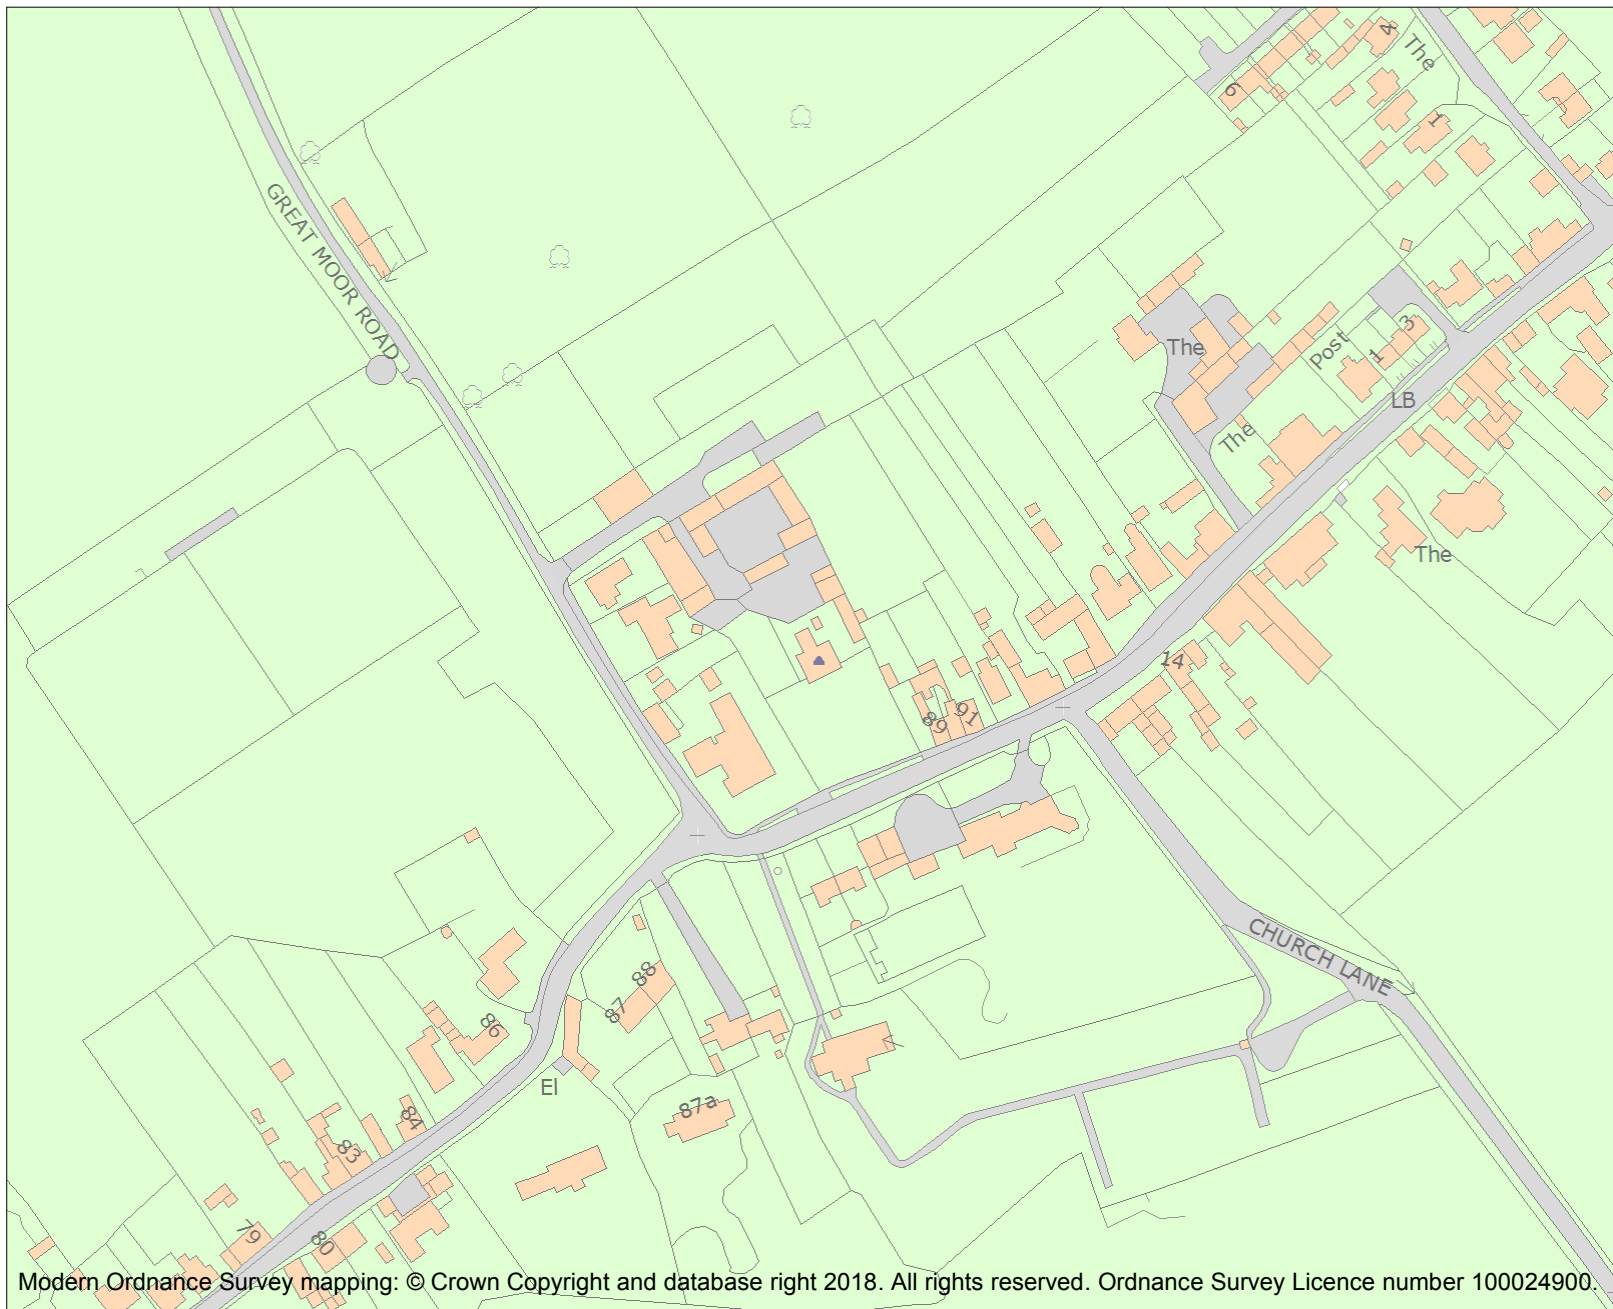 4
The
6
1
GREAT MOOR ROAD
The
Post
3
1
LB
The
The
14
91
89
CHURCH LANE
88
87
86
El
87a
84
83
79
80
Modern Ordnance Survey mapping: © Crown Copyright and database right 2018. All rights reserved. Ordnance Survey Licence number 100024900.